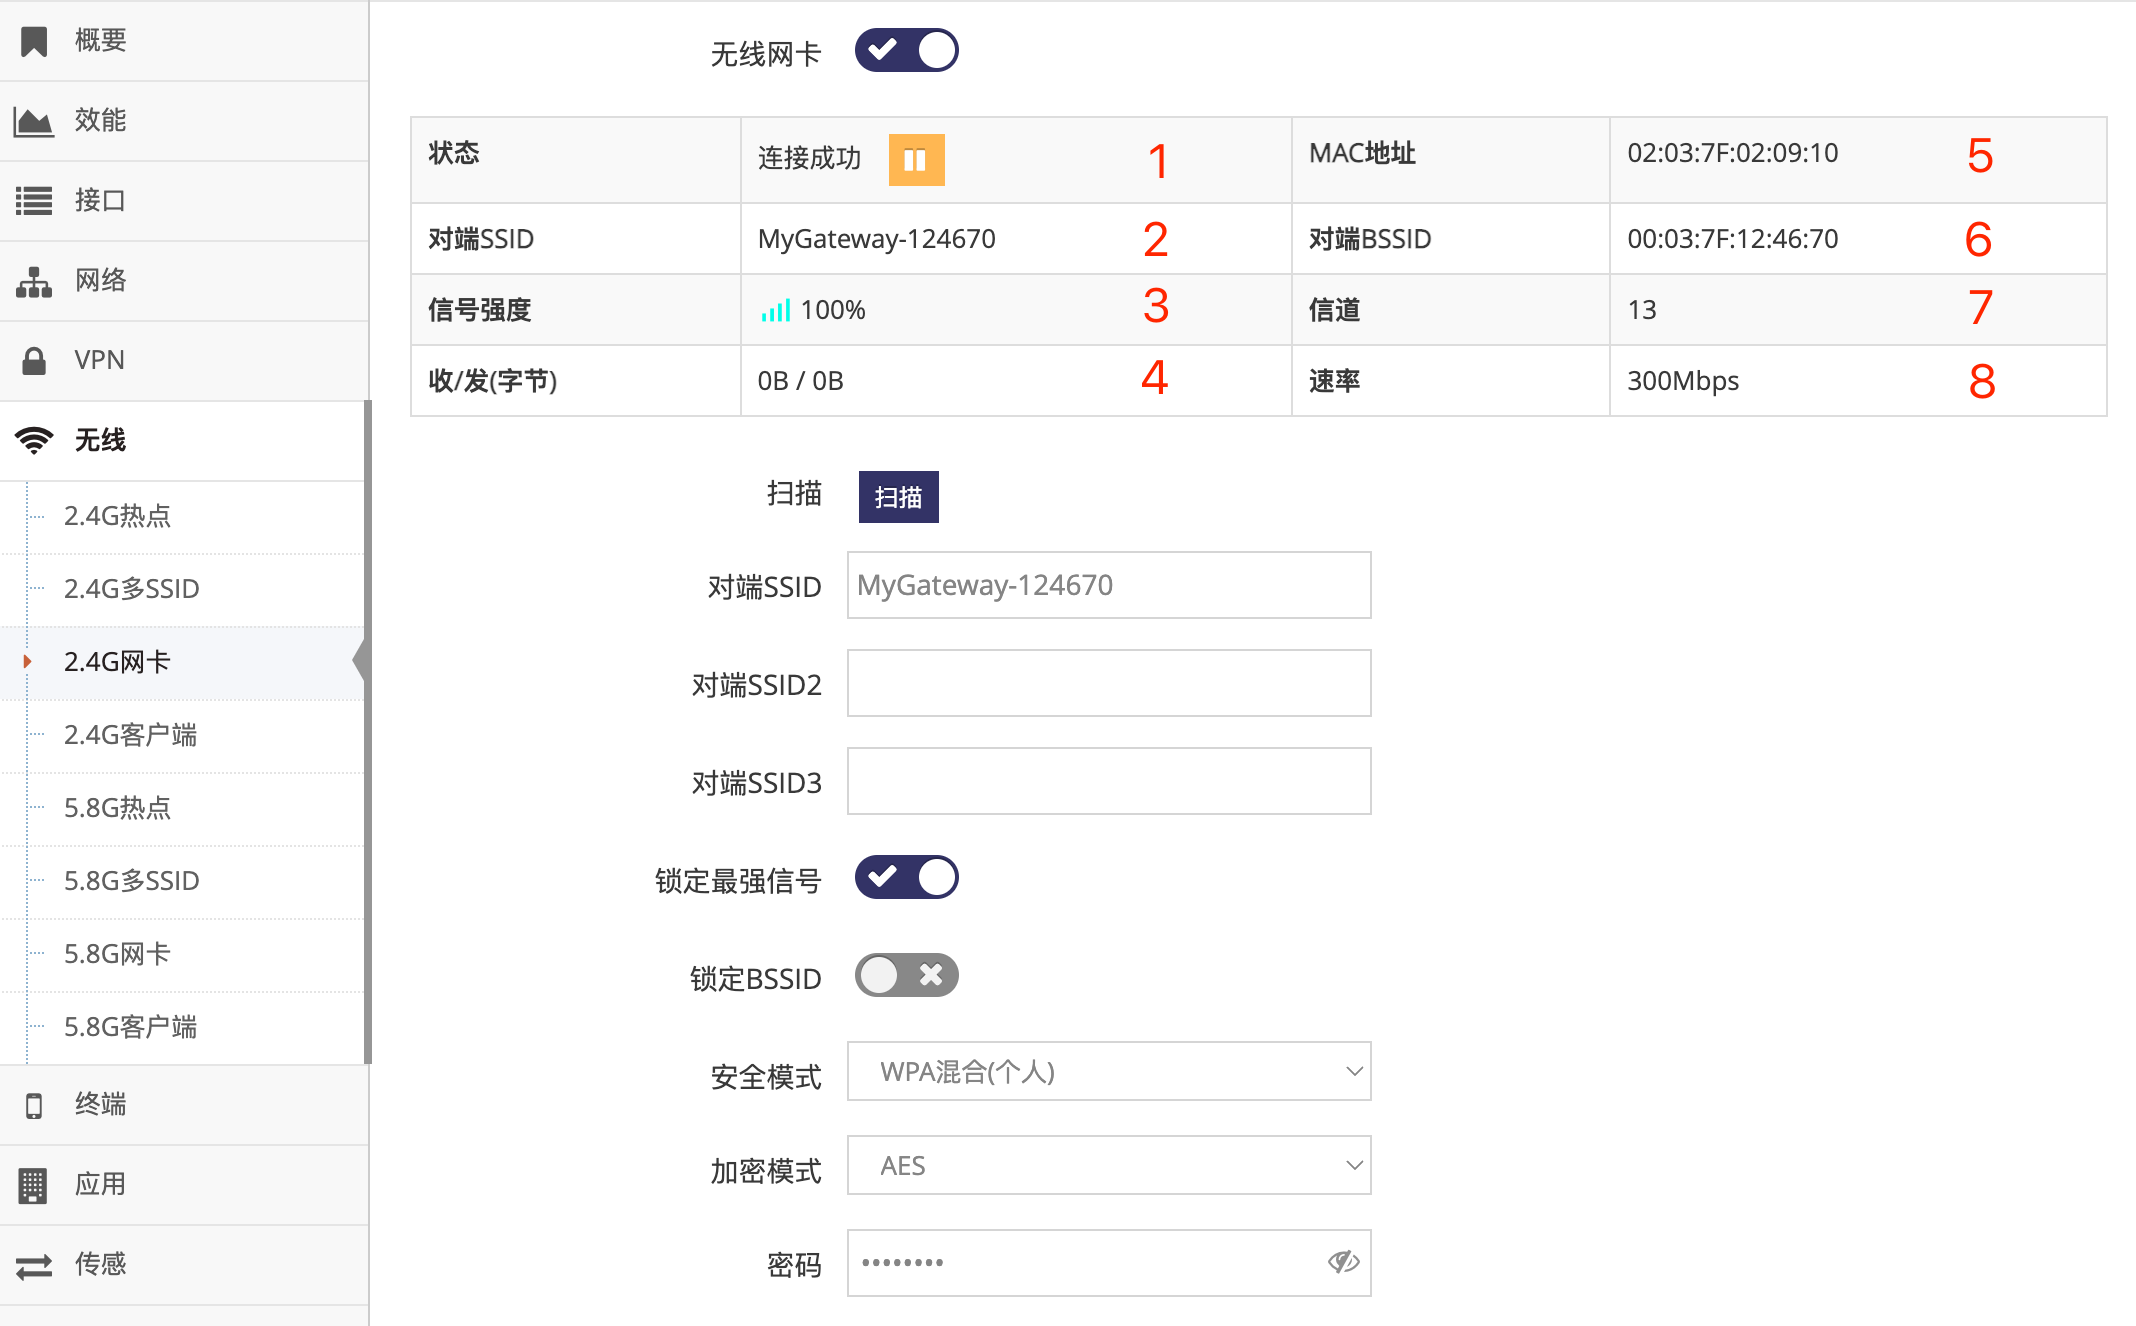 概要
效能
接口
网络
VPN
无线
2.4G热点
2.4G多SSID
2.4G网卡
2.4G客户端
5.8G热点
5.8G多SSID
5.8G网卡
5.8G客户端
终端
应用
传感
无线网卡
状态 连接成功 1 MAC地址 02:03:7F:02:09:10 5
对端SSID MyGateway-124670 2 对端BSSID 00:03:7F:12:46:70 6
信号强度 100% 3 信道 13 7
收/发(字节) 0B / 0B 4 速率 300Mbps 8
扫描 扫描
对端SSID MyGateway-124670
对端SSID2
对端SSID3
锁定最强信号
锁定BSSID
安全模式 WPA混合(个人)
加密模式 AES
密码 ••••••••